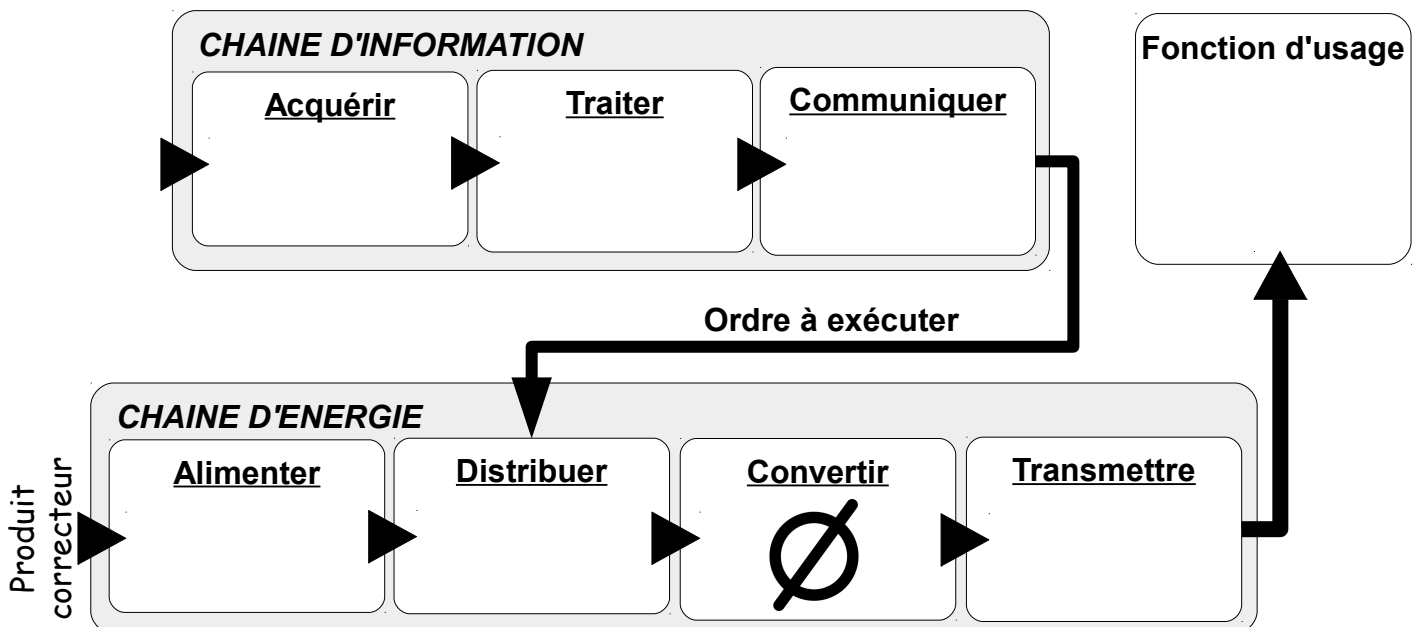 CHAINE D'INFORMATION
Acquérir
Traiter
Communiquer
Fonction d'usage
Ordre à exécuter
CHAINE D'ENERGIE
Produit
correcteur
Alimenter
Distribuer
Convertir
Transmettre